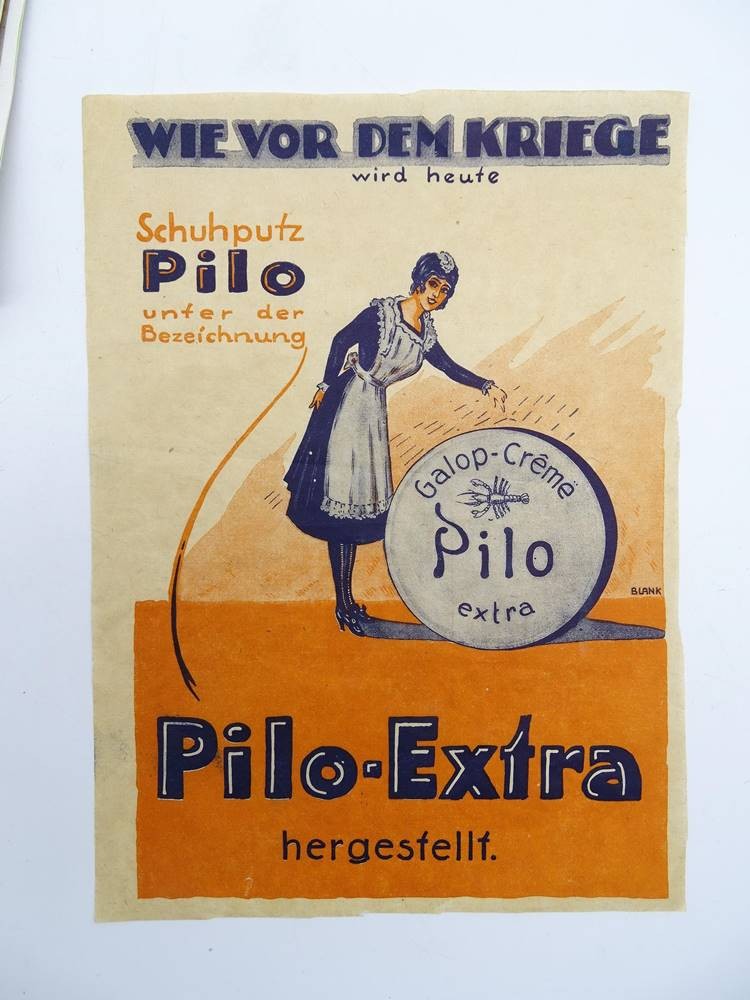 WIE VOR DEM KRIEGE
wird heute
Schuhputz
Pilo
unter der
Bezeichnung
Galop-Crême
Pilo
extra
BLANK
Pilo-Extra
hergestellt.